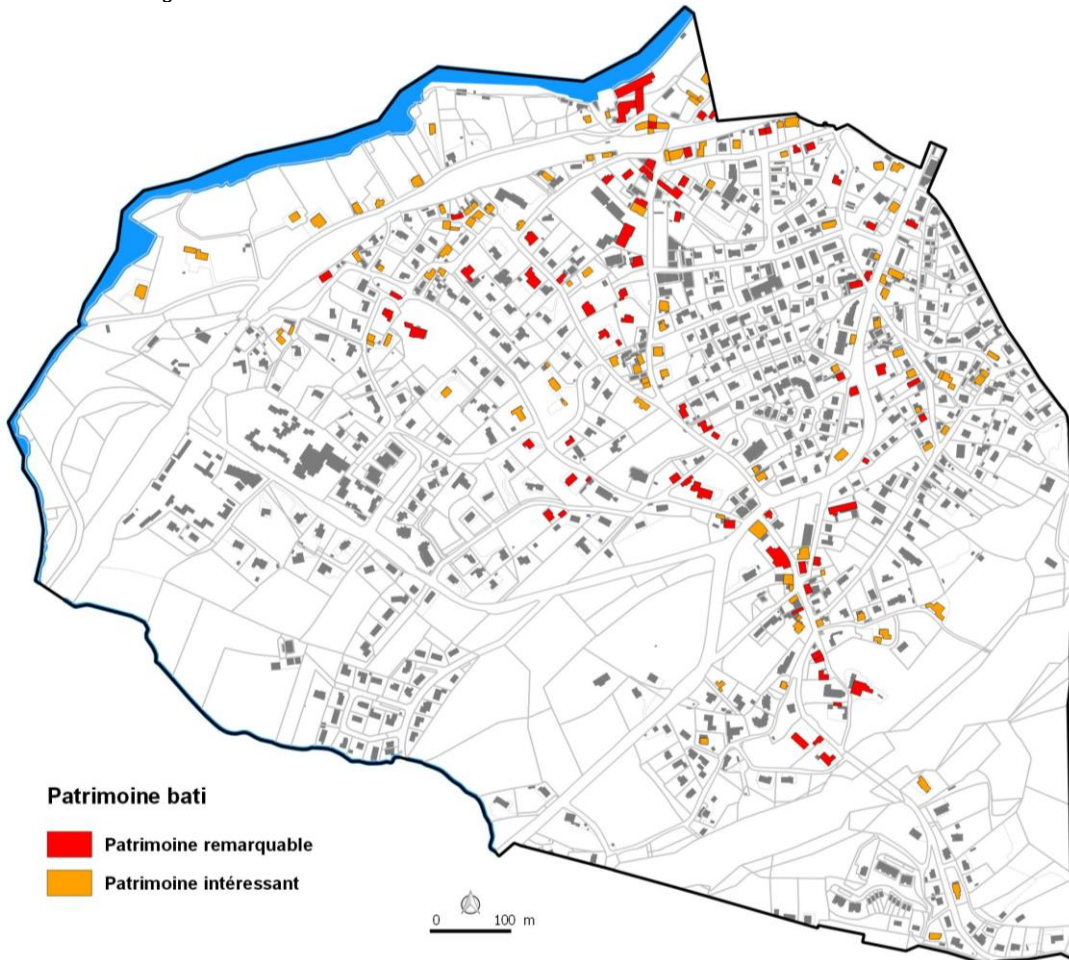 Patrimoine bati
Patrimoine remarquable
Patrimoine intéressant
0 100 m